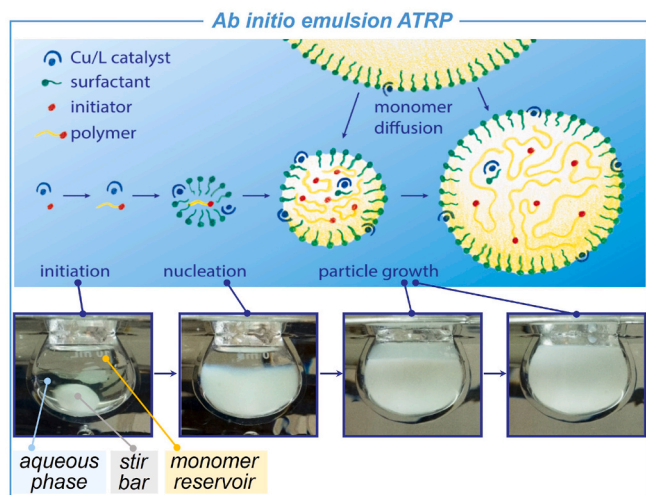 Ab initio emulsion ATRP
Cu/L catalyst
surfactant
initiator
polymer
monomer
diffusion
initiation
nucleation
particle growth
aqueous
phase
stir
bar
monomer
reservoir